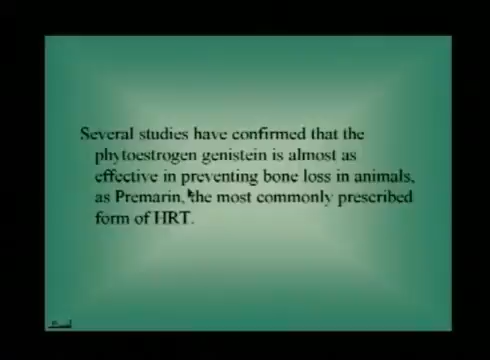 Several studies have confirmed that the
phytoestrogen genistein is almost as
effective in preventing bone loss in animals,
as Premarin, the most commonly prescribed
form of HRT.